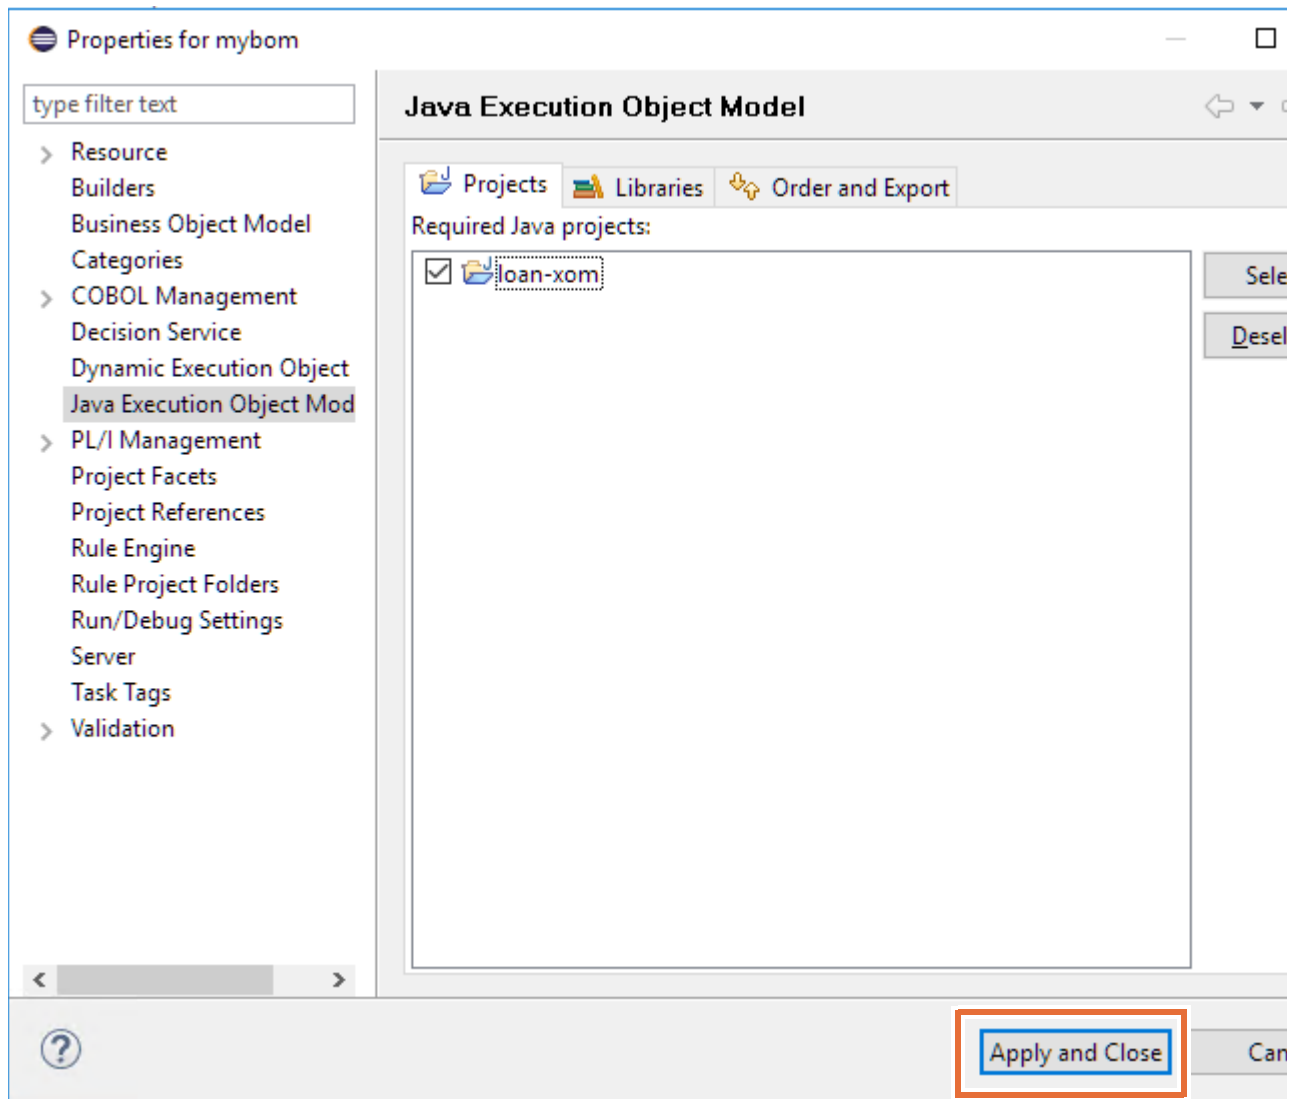 Properties for mybom
type filter text
Resource
Builders
Business Object Model
Categories
COBOL Management
Decision Service
Dynamic Execution Object
Java Execution Object Mod
PL/I Management
Project Facets
Project References
Rule Engine
Rule Project Folders
Run/Debug Settings
Server
Task Tags
Validation
Java Execution Object Model
Projects Libraries Order and Export
Required Java projects:
loan-xom
Sele
Desel
Apply and Close
Can